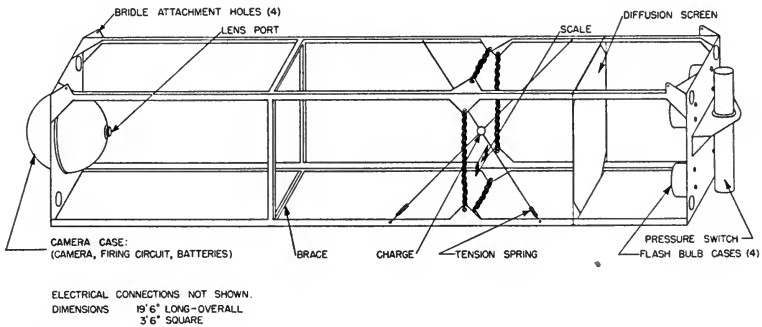 BRIDLE ATTACHMENT HOLES (4)
LENS PORT
SCALE
DIFFUSION SCREEN
CAMERA CASE:
(CAMERA, FIRING CIRCUIT, BATTERIES)
BRACE
CHARGE
TENSION SPRING
PRESSURE SWITCH
FLASH BULB CASES (4)
ELECTRICAL CONNECTIONS NOT SHOWN.
DIMENSIONS 19'6" LONG-OVERALL
3'6" SQUARE